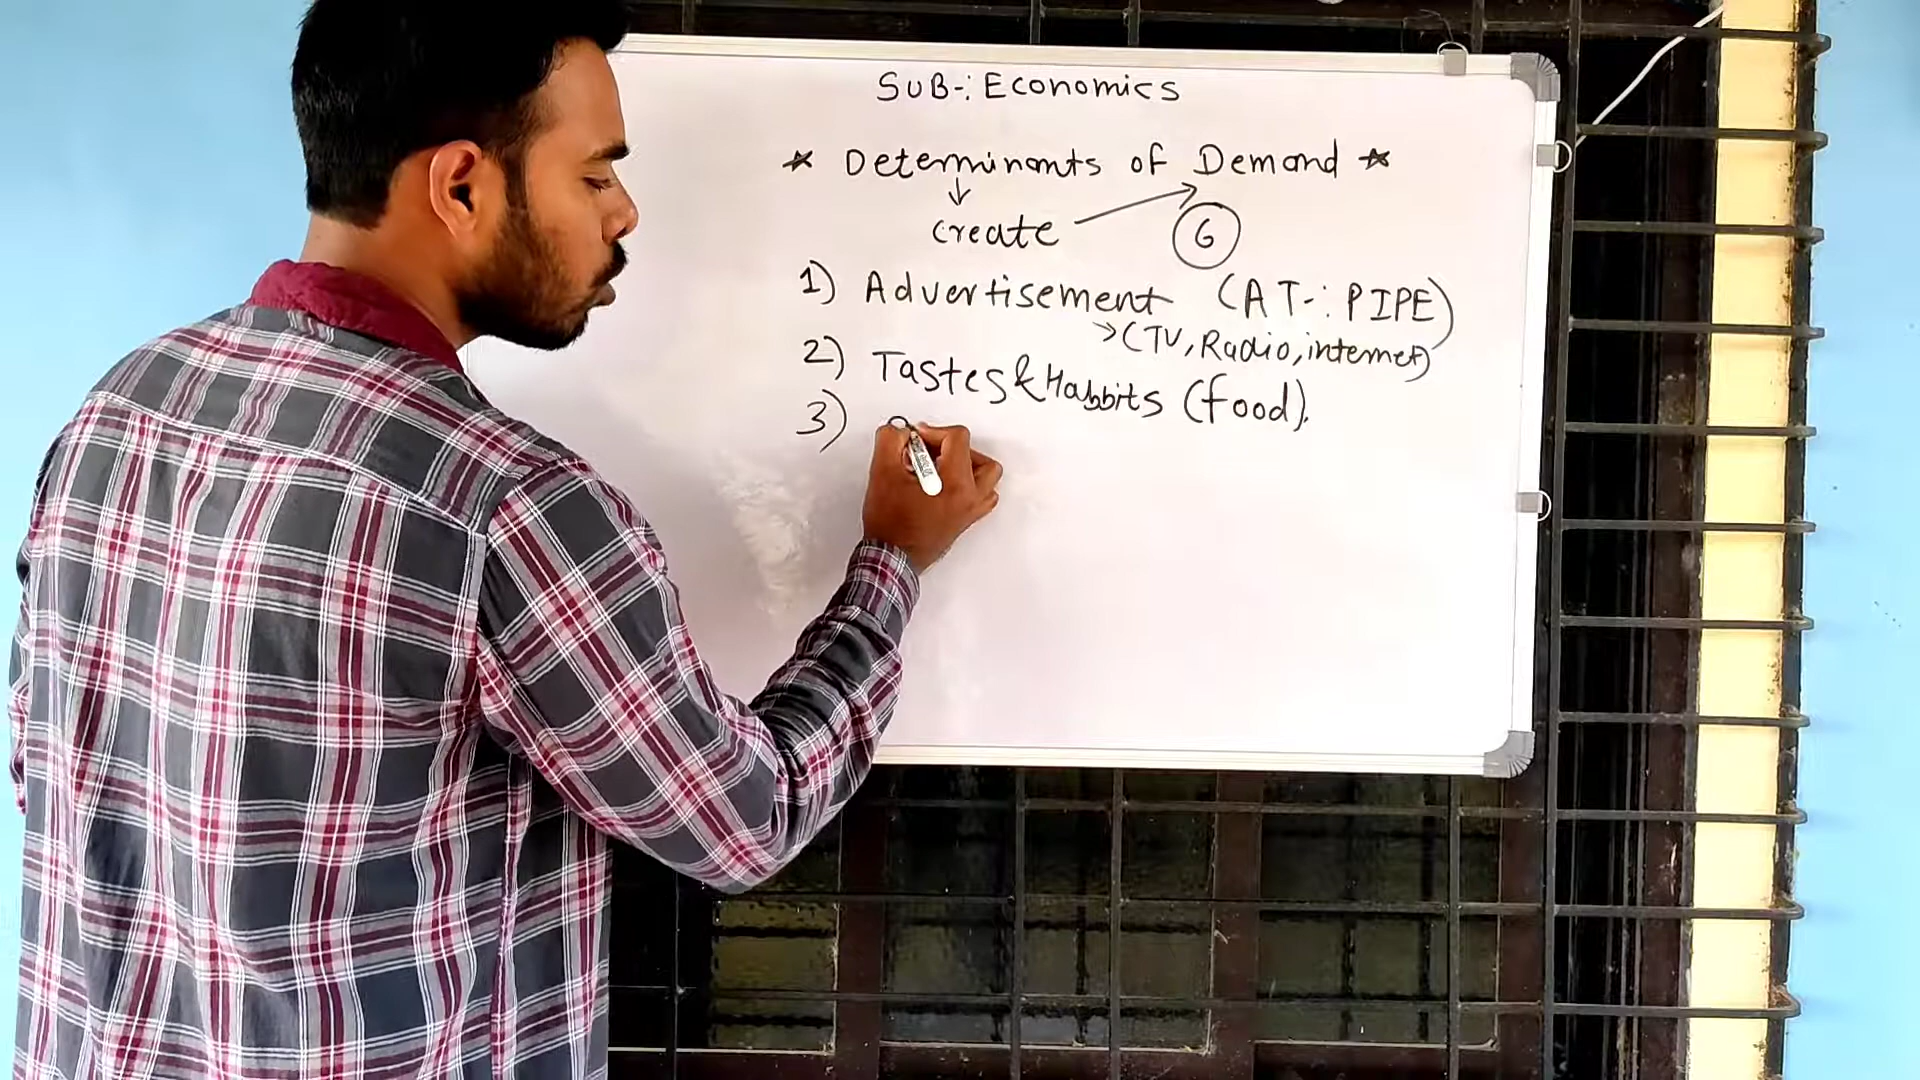 SUB-: Economics
* Determinants of Demand *
↓
create
6
1) Advertisement (AT-: PIPE)
→ (TV, Radio, internet)
2) Tastes & Habbits (food).
3)